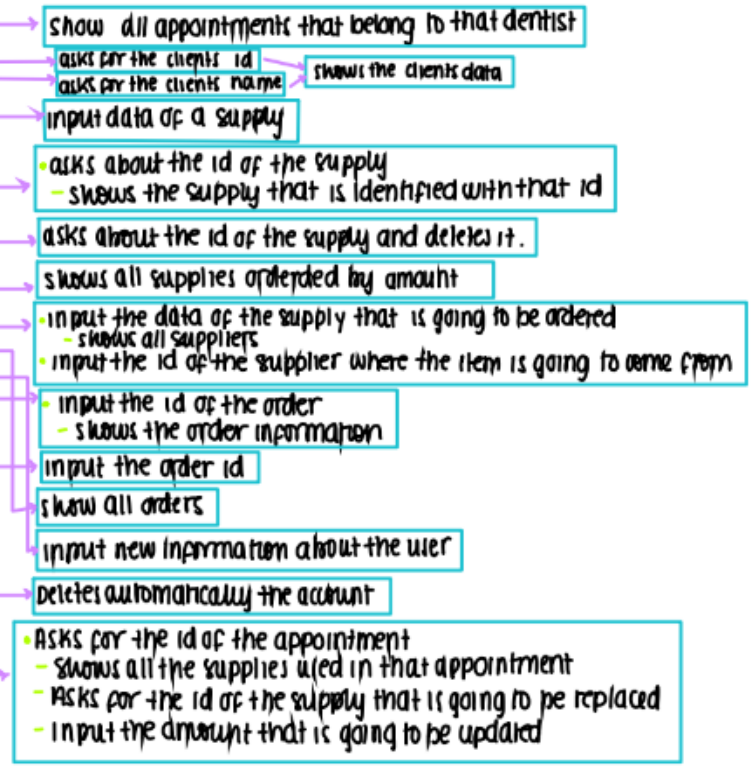 show all appointments that belong to that dentist
asks for the clients id
shows the clients data
asks for the clients name
input data of a supply
• asks about the id of the supply
- shows the supply that is identified with that id
asks about the id of the supply and deletes it.
shows all supplies orderded by amount
• input the data of the supply that is going to be ordered
- shows all suppliers
• input the id of the supplier where the item is going to come from
• input the id of the order
- shows the order information
input the order id
show all orders
input new information about the user
Deletes automatically the account
• Asks for the id of the appointment
- shows all the supplies used in that appointment
- Asks for the id of the supply that is going to be replaced
- input the amount that is going to be updated